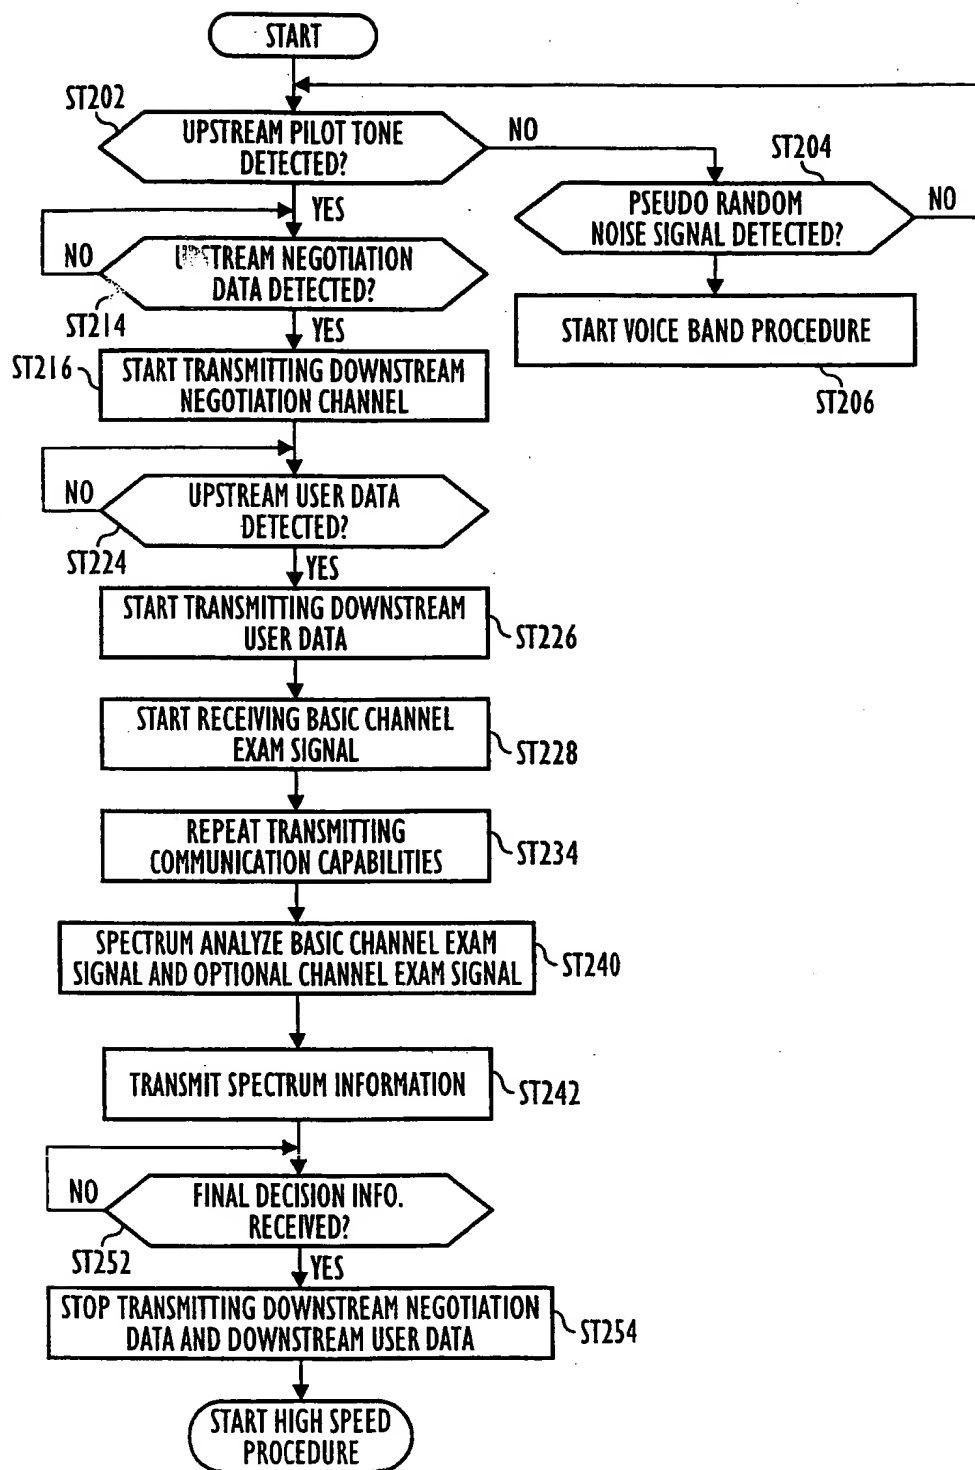 START
ST202
UPSTREAM PILOT TONE
DETECTED?
NO
ST204
PSEUDO RANDOM
NOISE SIGNAL DETECTED?
NO
YES
NO
UPSTREAM NEGOTIATION
DATA DETECTED?
ST214
YES
START VOICE BAND PROCEDURE
ST206
ST216
START TRANSMITTING DOWNSTREAM
NEGOTIATION CHANNEL
NO
UPSTREAM USER DATA
DETECTED?
ST224
YES
START TRANSMITTING DOWNSTREAM
USER DATA
ST226
START RECEIVING BASIC CHANNEL
EXAM SIGNAL
ST228
REPEAT TRANSMITTING
COMMUNICATION CAPABILITIES
ST234
SPECTRUM ANALYZE BASIC CHANNEL EXAM
SIGNAL AND OPTIONAL CHANNEL EXAM SIGNAL
ST240
TRANSMIT SPECTRUM INFORMATION
ST242
NO
FINAL DECISION INFO.
RECEIVED?
ST252
YES
STOP TRANSMITTING DOWNSTREAM NEGOTIATION
DATA AND DOWNSTREAM USER DATA
ST254
START HIGH SPEED
PROCEDURE